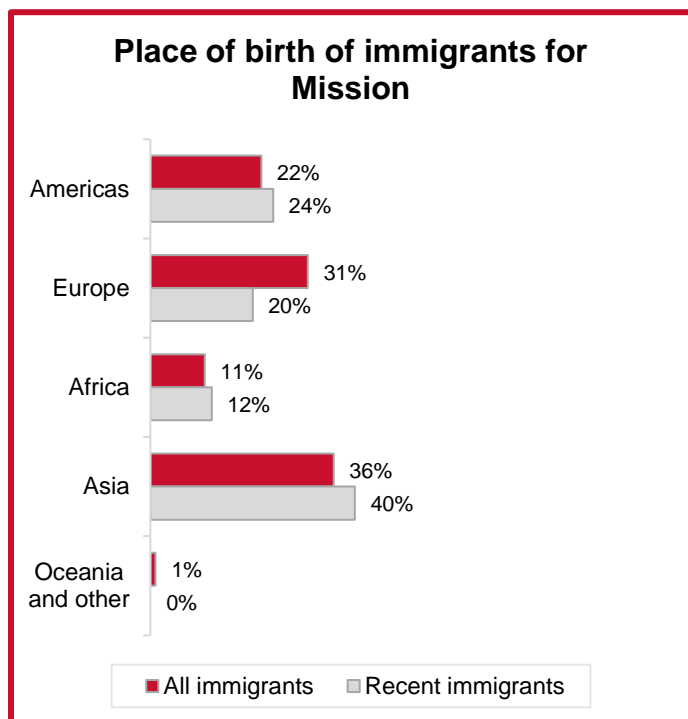 Place of birth of immigrants for
Mission
Americas
22%
24%
Europe
31%
20%
Africa
11%
12%
Asia
36%
40%
Oceania
and other
1%
0%
All immigrants
Recent immigrants